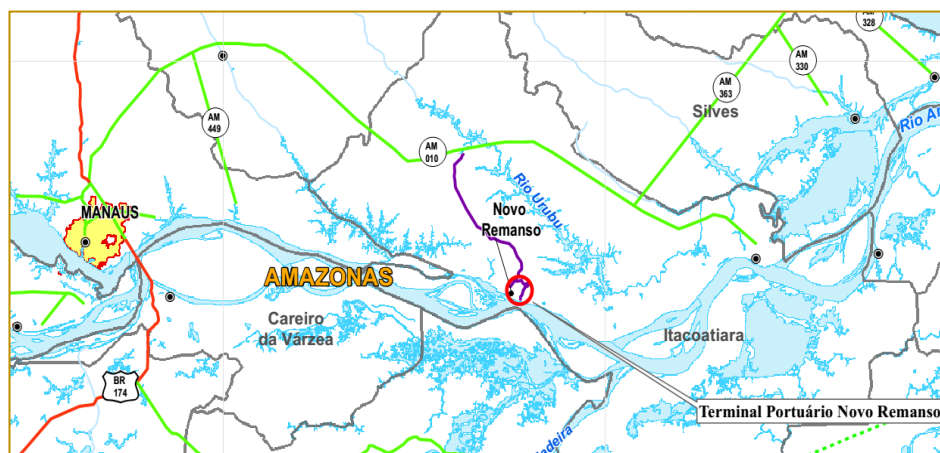 AM
328
AM
330
AM
363
Silves
Rio
AM
449
AM
010
Rio Urubu
Novo
Remanso
MANAUS
AMAZONAS
Careiro
da Várzea
Itacoatiara
BR
174
Terminal Portuário Novo Remanso